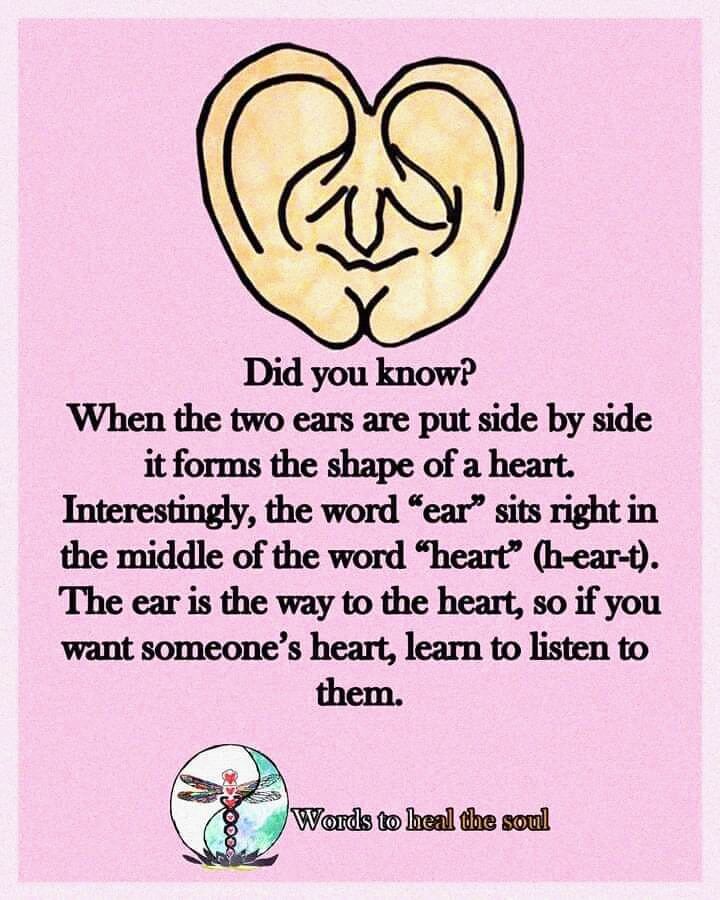 Did you know?
When the two ears are put side by side
it forms the shape of a heart.
Interestingly, the word “ear” sits right in
the middle of the word “heart” (h-ear-t).
The ear is the way to the heart, so if you
want someone’s heart, learn to listen to
them.
Words to heal the soul